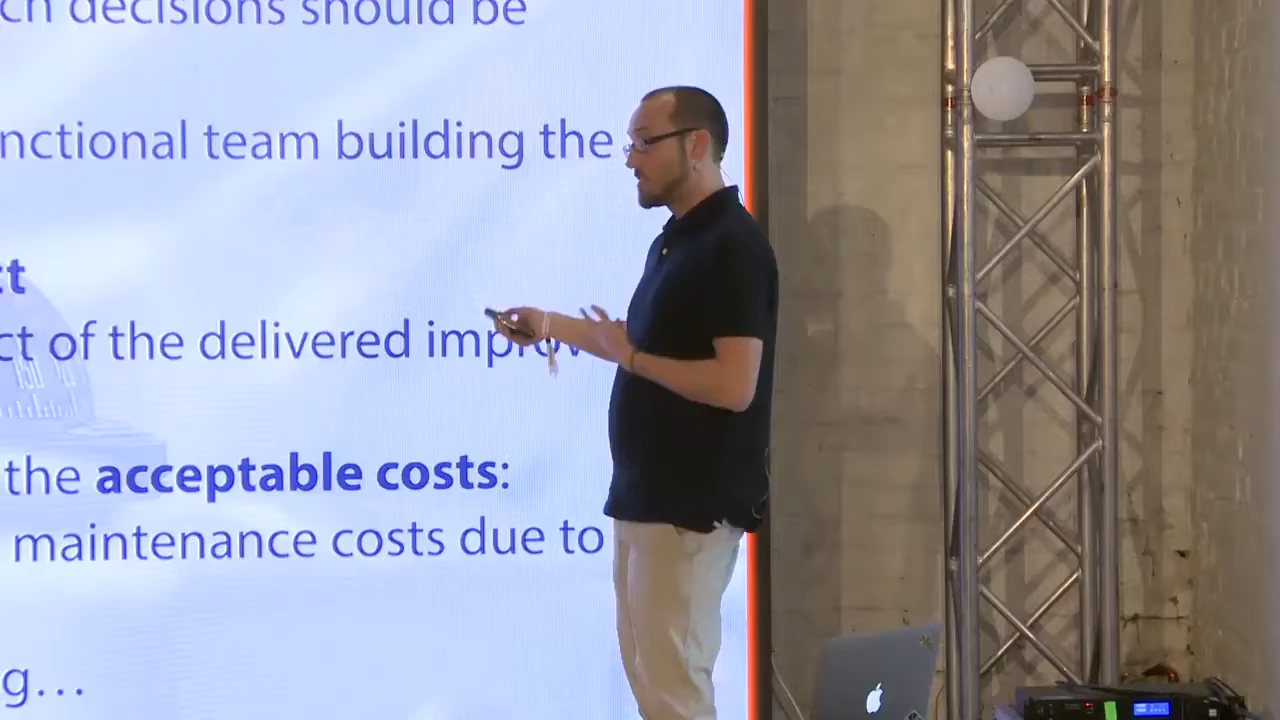 ch decisions should be
nctional team building the
ct
ct of the delivered improv
the acceptable costs:
maintenance costs due to
g…